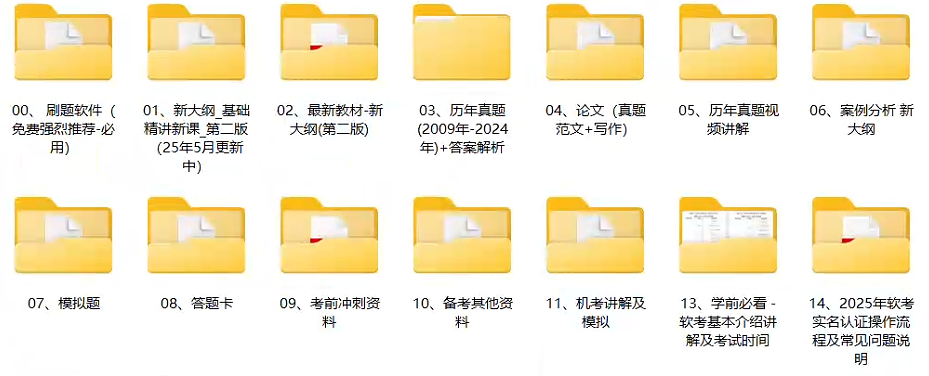 00、 刷题软件（
免费强烈推荐-必
用）
01、新大纲_基础
精讲新课_第二版
(25年5月更新
中)
02、最新教材-新
大纲(第二版)
03、历年真题
(2009年-2024
年)+答案解析
04、论文（真题
范文+写作）
05、历年真题视
频讲解
06、案例分析 新
大纲
07、模拟题
08、答题卡
09、考前冲刺资
料
10、备考其他资
料
11、机考讲解及
模拟
13、学前必看 -
软考基本介绍讲
解及考试时间
14、2025年软考
实名认证操作流
程及常见问题说
明